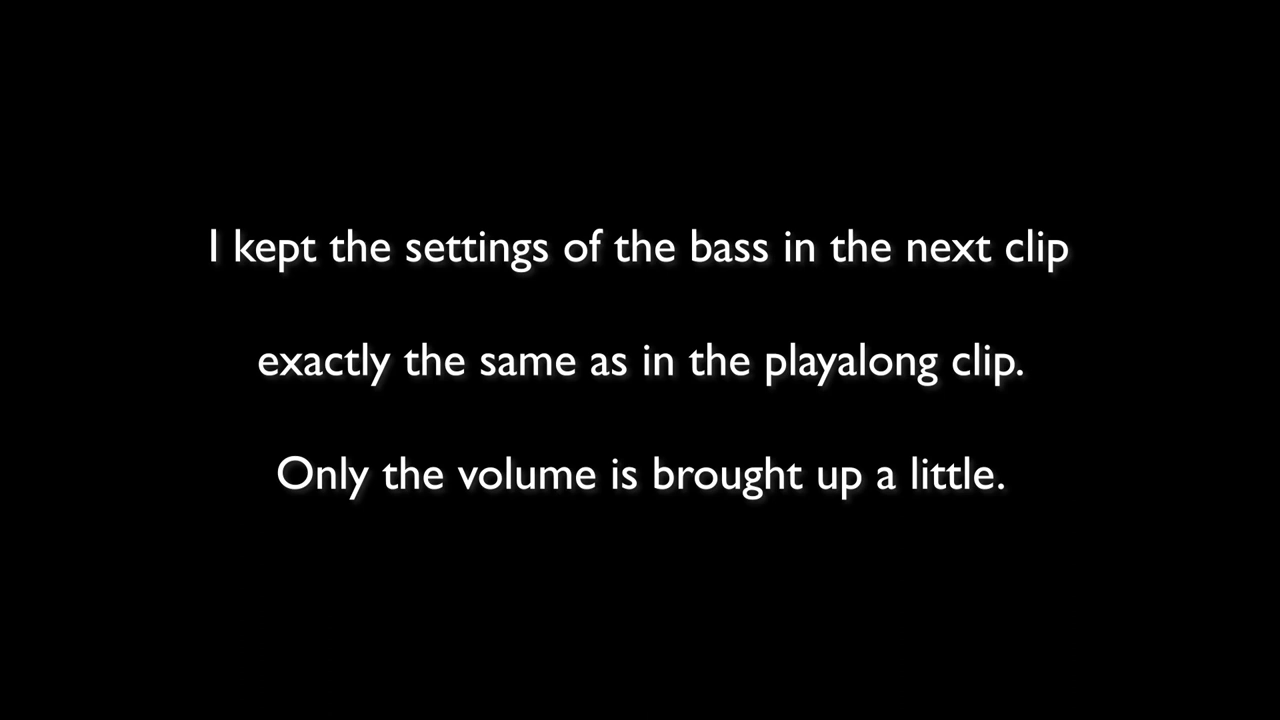 I kept the settings of the bass in the next clip
exactly the same as in the playalong clip.
Only the volume is brought up a little.